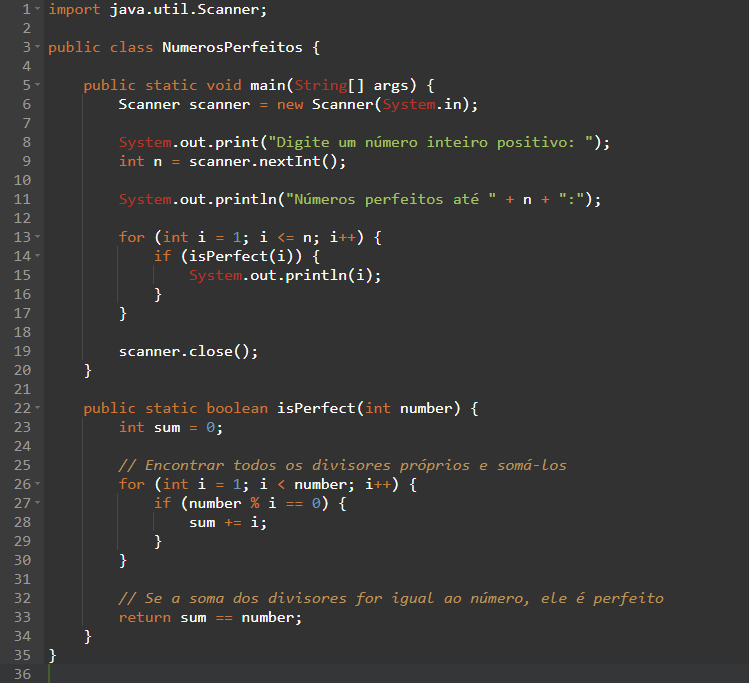 1 import java.util.Scanner;
2
3 public class NumerosPerfeitos {
4
5     public static void main(String[] args) {
6         Scanner scanner = new Scanner(System.in);
7
8         System.out.print("Digite um número inteiro positivo: ");
9         int n = scanner.nextInt();
10
11         System.out.println("Números perfeitos até " + n + ":");
12
13         for (int i = 1; i <= n; i++) {
14             if (isPerfect(i)) {
15                 System.out.println(i);
16             }
17         }
18
19         scanner.close();
20     }
21
22     public static boolean isPerfect(int number) {
23         int sum = 0;
24
25         // Encontrar todos os divisores próprios e somá-los
26         for (int i = 1; i < number; i++) {
27             if (number % i == 0) {
28                 sum += i;
29             }
30         }
31
32         // Se a soma dos divisores for igual ao número, ele é perfeito
33         return sum == number;
34     }
35 }
36